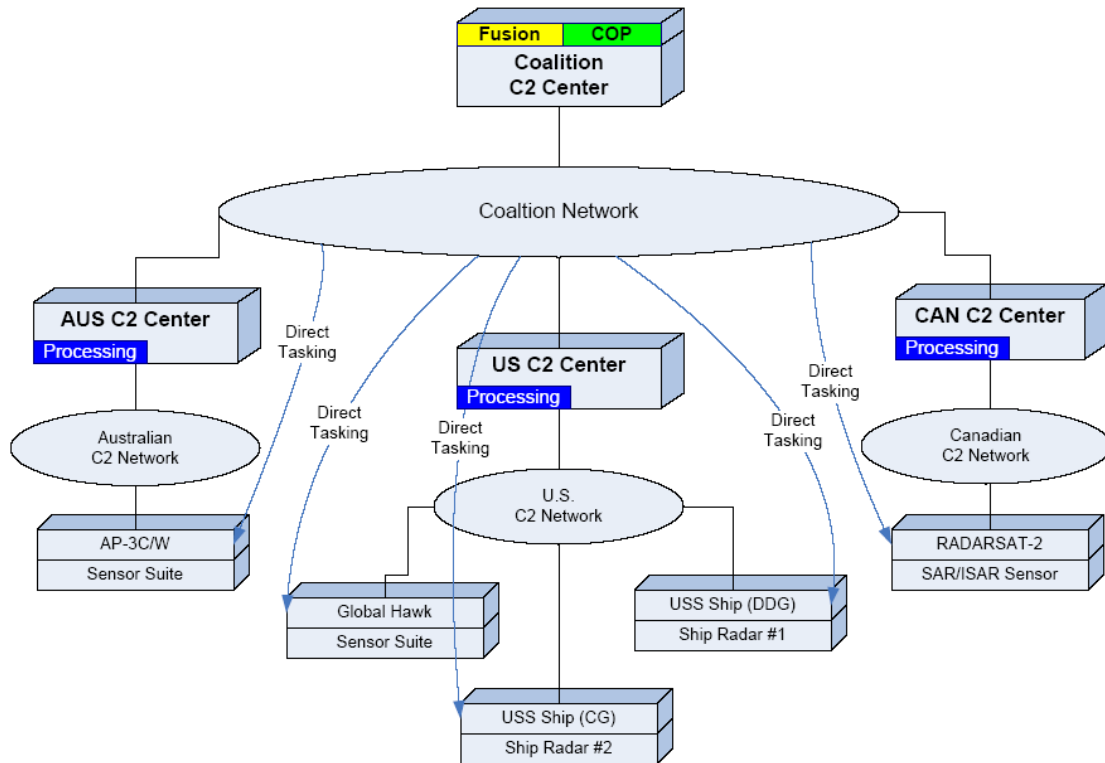 Fusion
COP
Coalition
C2 Center
Coaltion Network
AUS C2 Center
Processing
Direct
Tasking
US C2 Center
Processing
CAN C2 Center
Processing
Direct
Tasking
Direct
Tasking
Direct
Tasking
Direct
Tasking
Australian
C2 Network
U.S.
C2 Network
Canadian
C2 Network
AP-3C/W
Sensor Suite
Global Hawk
Sensor Suite
USS Ship (DDG)
Ship Radar #1
RADARSAT-2
SAR/ISAR Sensor
USS Ship (CG)
Ship Radar #2